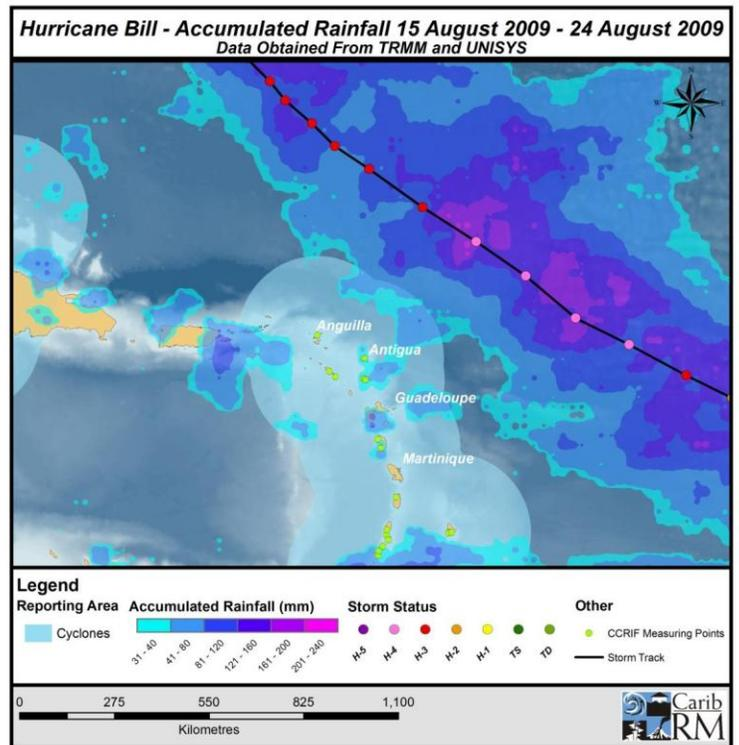 Hurricane Bill - Accumulated Rainfall 15 August 2009 - 24 August 2009
Data Obtained From TRMM and UNISYS
N
W E
S
Anguilla
Antigua
Guadeloupe
Martinique
Legend
Reporting Area Accumulated Rainfall (mm) Storm Status Other
Cyclones
31 - 40 41 - 80 81 - 120 121 - 160 161 - 200 201 - 240
H-5 H-4 H-3 H-2 H-1 TS TD
CCRIF Measuring Points
Storm Track
0 275 550 825 1,100
Kilometres
Carib
RM